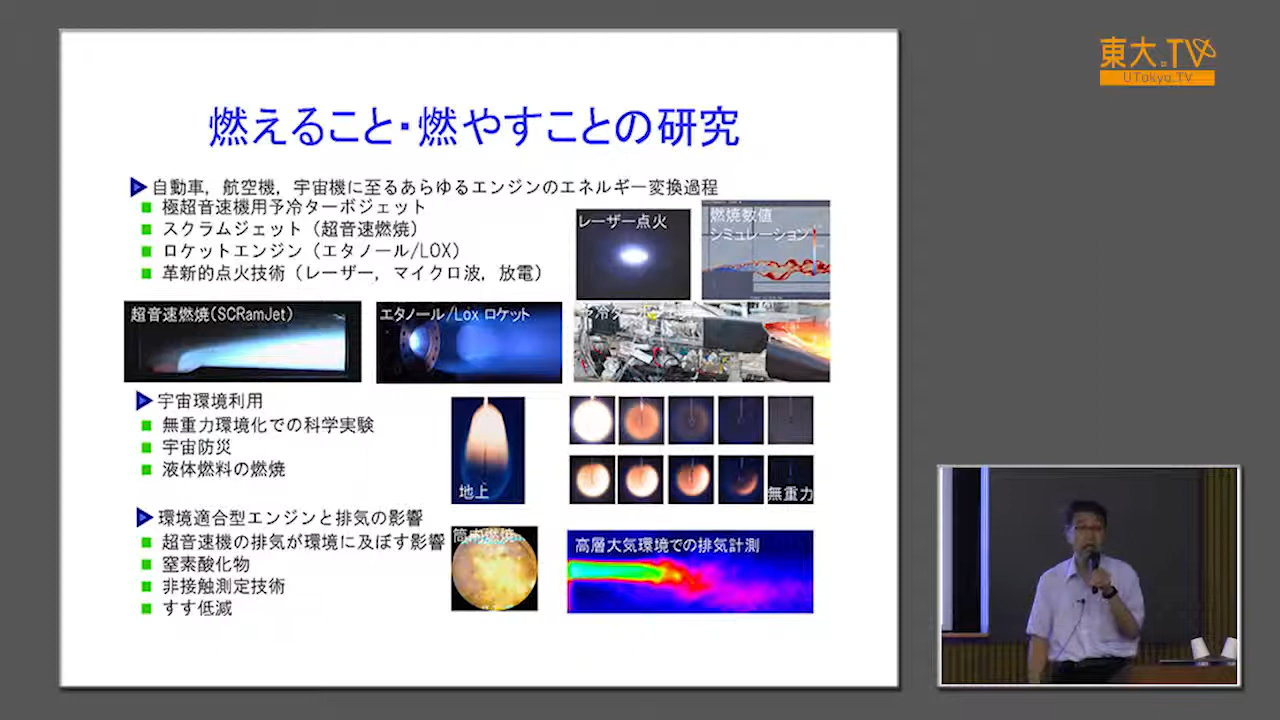 東大.TV
UTokyo.TV
燃えること・燃やすことの研究
自動車，航空機，宇宙機に至るあらゆるエンジンのエネルギー変換過程
極超音速機用予冷ターボジェット
スクラムジェット（超音速燃焼）
ロケットエンジン（エタノール/LOX）
革新的点火技術（レーザー，マイクロ波，放電）
レーザー点火
燃焼数値
シミュレーション
超音速燃焼（SCRamJet）
エタノール/Lox ロケット
宇宙環境利用
無重力環境化での科学実験
宇宙防災
液体燃料の燃焼
地上
無重力
環境適合型エンジンと排気の影響
超音速機の排気が環境に及ぼす影響
窒素酸化物
非接触測定技術
すす低減
筒内燃焼
高層大気環境での排気計測